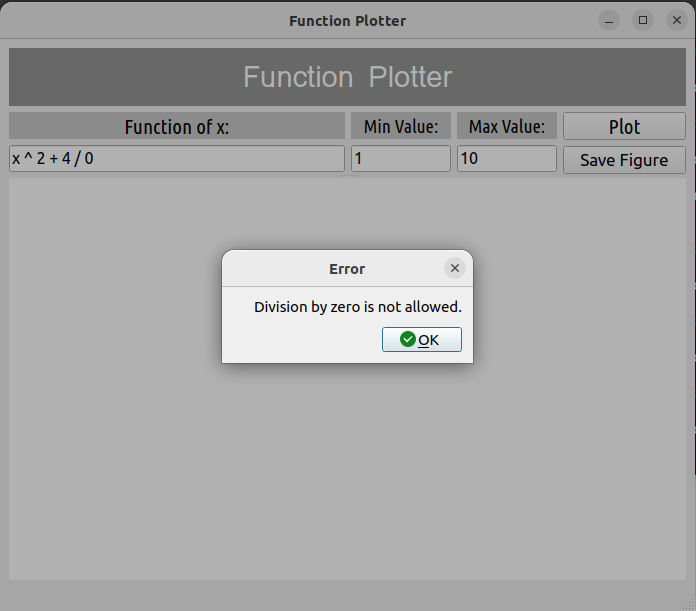 Function Plotter
Function Plotter
Function of x: Min Value: Max Value: Plot
x ^ 2 + 4 / 0 1 10 Save Figure
Error
Division by zero is not allowed.
OK